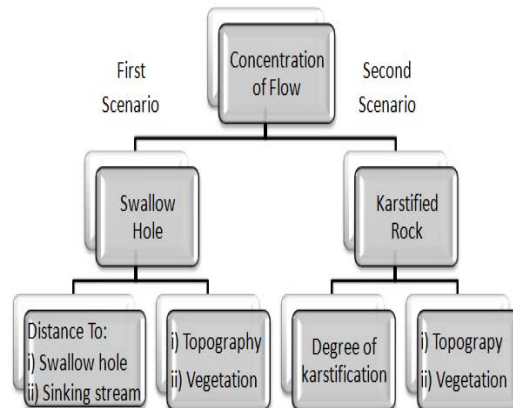 Concentration
of Flow
First
Scenario
Second
Scenario
Swallow
Hole
Karstified
Rock
Distance To:
i) Swallow hole
ii) Sinking stream
i) Topography
ii) Vegetation
Degree of
karstification
i) Topograpy
ii) Vegetation